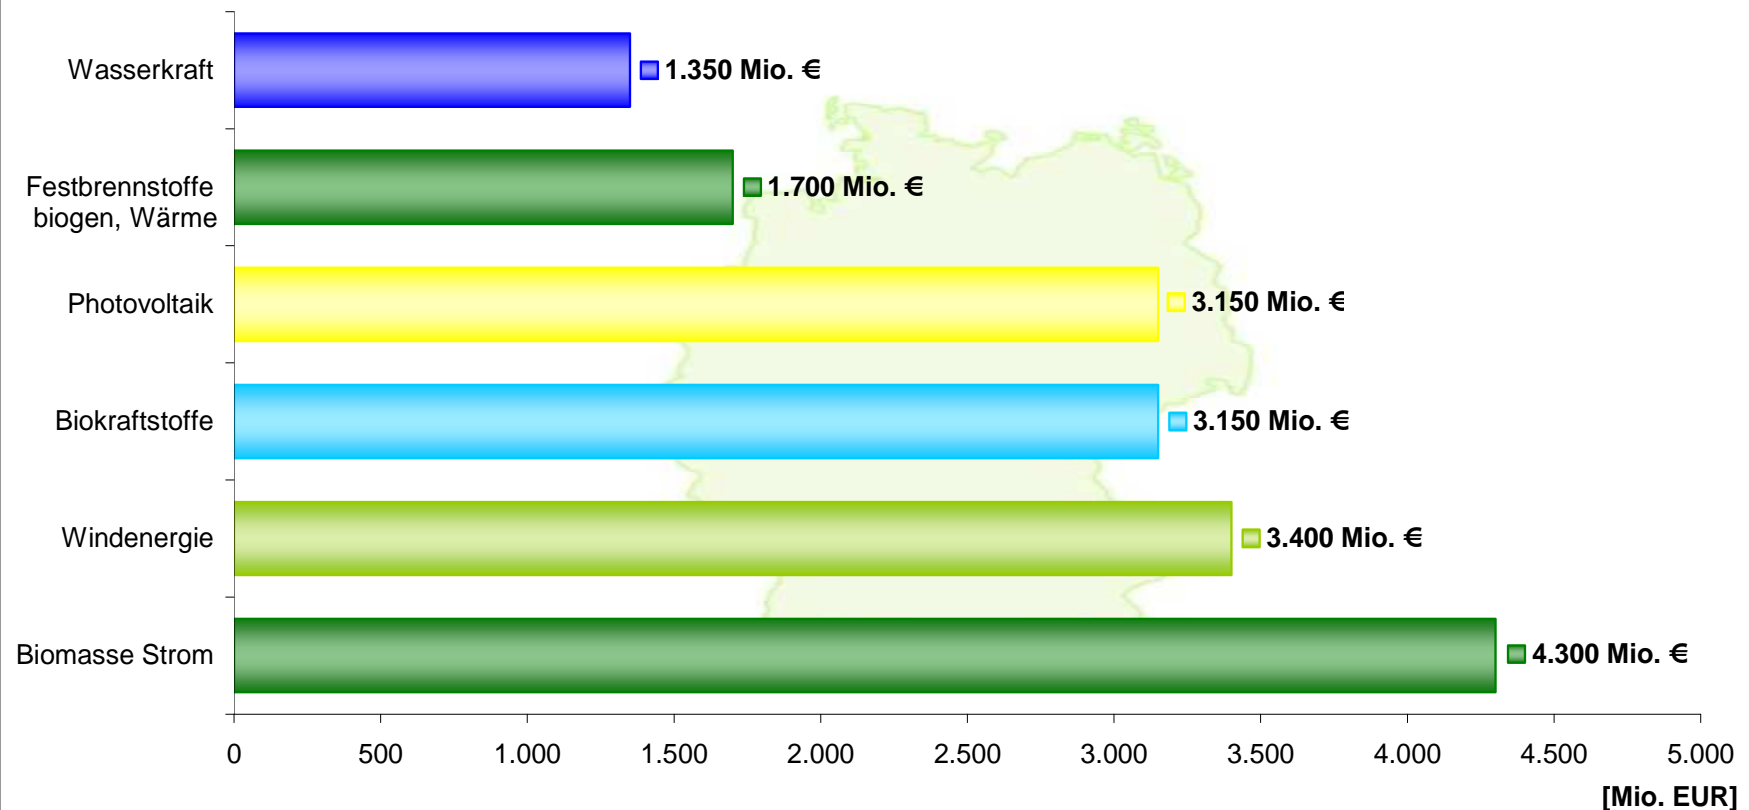 Wasserkraft
1.350 Mio. €
Festbrennstoffe
biogen, Wärme
1.700 Mio. €
Photovoltaik
3.150 Mio. €
Biokraftstoffe
3.150 Mio. €
Windenergie
3.400 Mio. €
Biomasse Strom
4.300 Mio. €
0 500 1.000 1.500 2.000 2.500 3.000 3.500 4.000 4.500 5.000
[Mio. EUR]